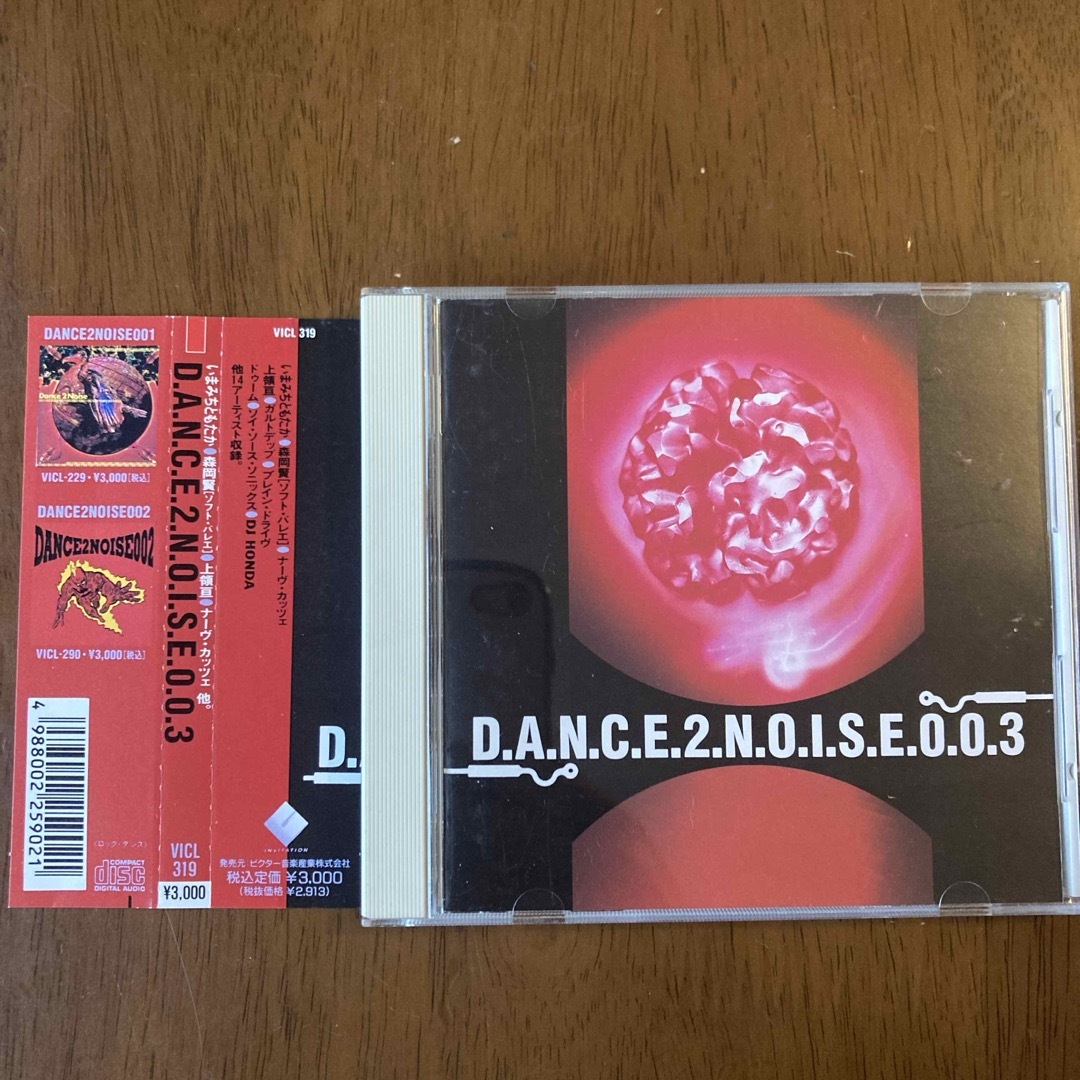 DANCE2NOISE001
Dance 2 Noise
VICL-229・¥3,000[税込]
DANCE2NOISE002
DANCE2NOISE002
VICL-290・¥3,000[税込]
4 988002 259021
(ロック・ダンス)
COMPACT
disc
DIGITAL AUDIO
いまみちともたか●森岡賢[ソフト・バレエ]●上領亘●ナーヴ・カッツェ 他。
D.A.N.C.E.2.N.O.I.S.E.0.0.3
VICL
319
¥3,000
VICL 319
いまみちともたか●森岡賢[ソフト・バレエ]●ナーヴ・カッツェ
上領亘●ガルトデップ●ブレイン・ドライヴ
ドゥーム●ソイ・ソース・ソニックス●DJ HONDA
他14アーティスト収録。
D.
INVITATION
発売元 ビクター音楽産業株式会社
税込定価 ¥3,000
(税抜価格 ¥2,913)
D.A.N.C.E.2.N.O.I.S.E.0.0.3